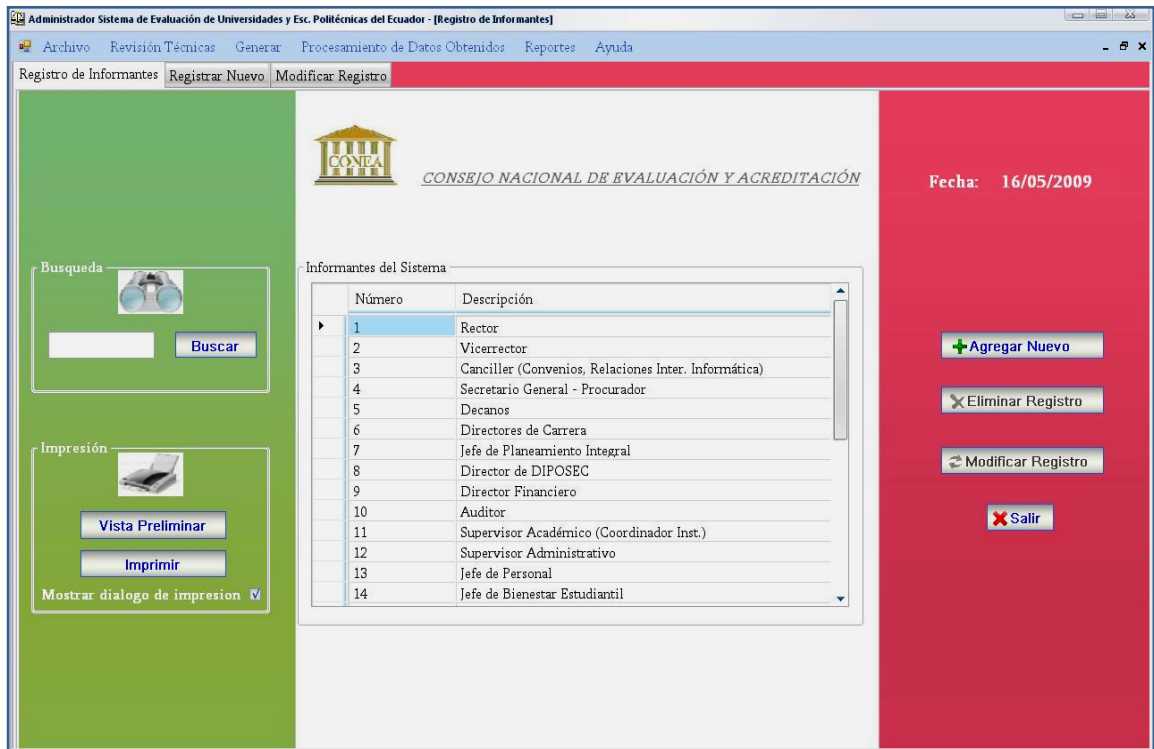 Administrador Sistema de Evaluación de Universidades y Esc. Politécnicas del Ecuador - [Registro de Informantes]
Archivo Revisión Técnicas Generar Procesamiento de Datos Obtenidos Reportes Ayuda
Registro de Informantes Registrar Nuevo Modificar Registro
CONEA
CONSEJO NACIONAL DE EVALUACIÓN Y ACREDITACIÓN
Fecha: 16/05/2009
Busqueda
Buscar
Impresión
Vista Preliminar
Imprimir
Mostrar dialogo de impresion
Informantes del Sistema
Número Descripción
1 Rector
2 Vicerrector
3 Canciller (Convenios, Relaciones Inter. Informática)
4 Secretario General - Procurador
5 Decanos
6 Directores de Carrera
7 Jefe de Planeamiento Integral
8 Director de DIPOSEC
9 Director Financiero
10 Auditor
11 Supervisor Académico (Coordinador Inst.)
12 Supervisor Administrativo
13 Jefe de Personal
14 Jefe de Bienestar Estudiantil
Agregar Nuevo
Eliminar Registro
Modificar Registro
Salir